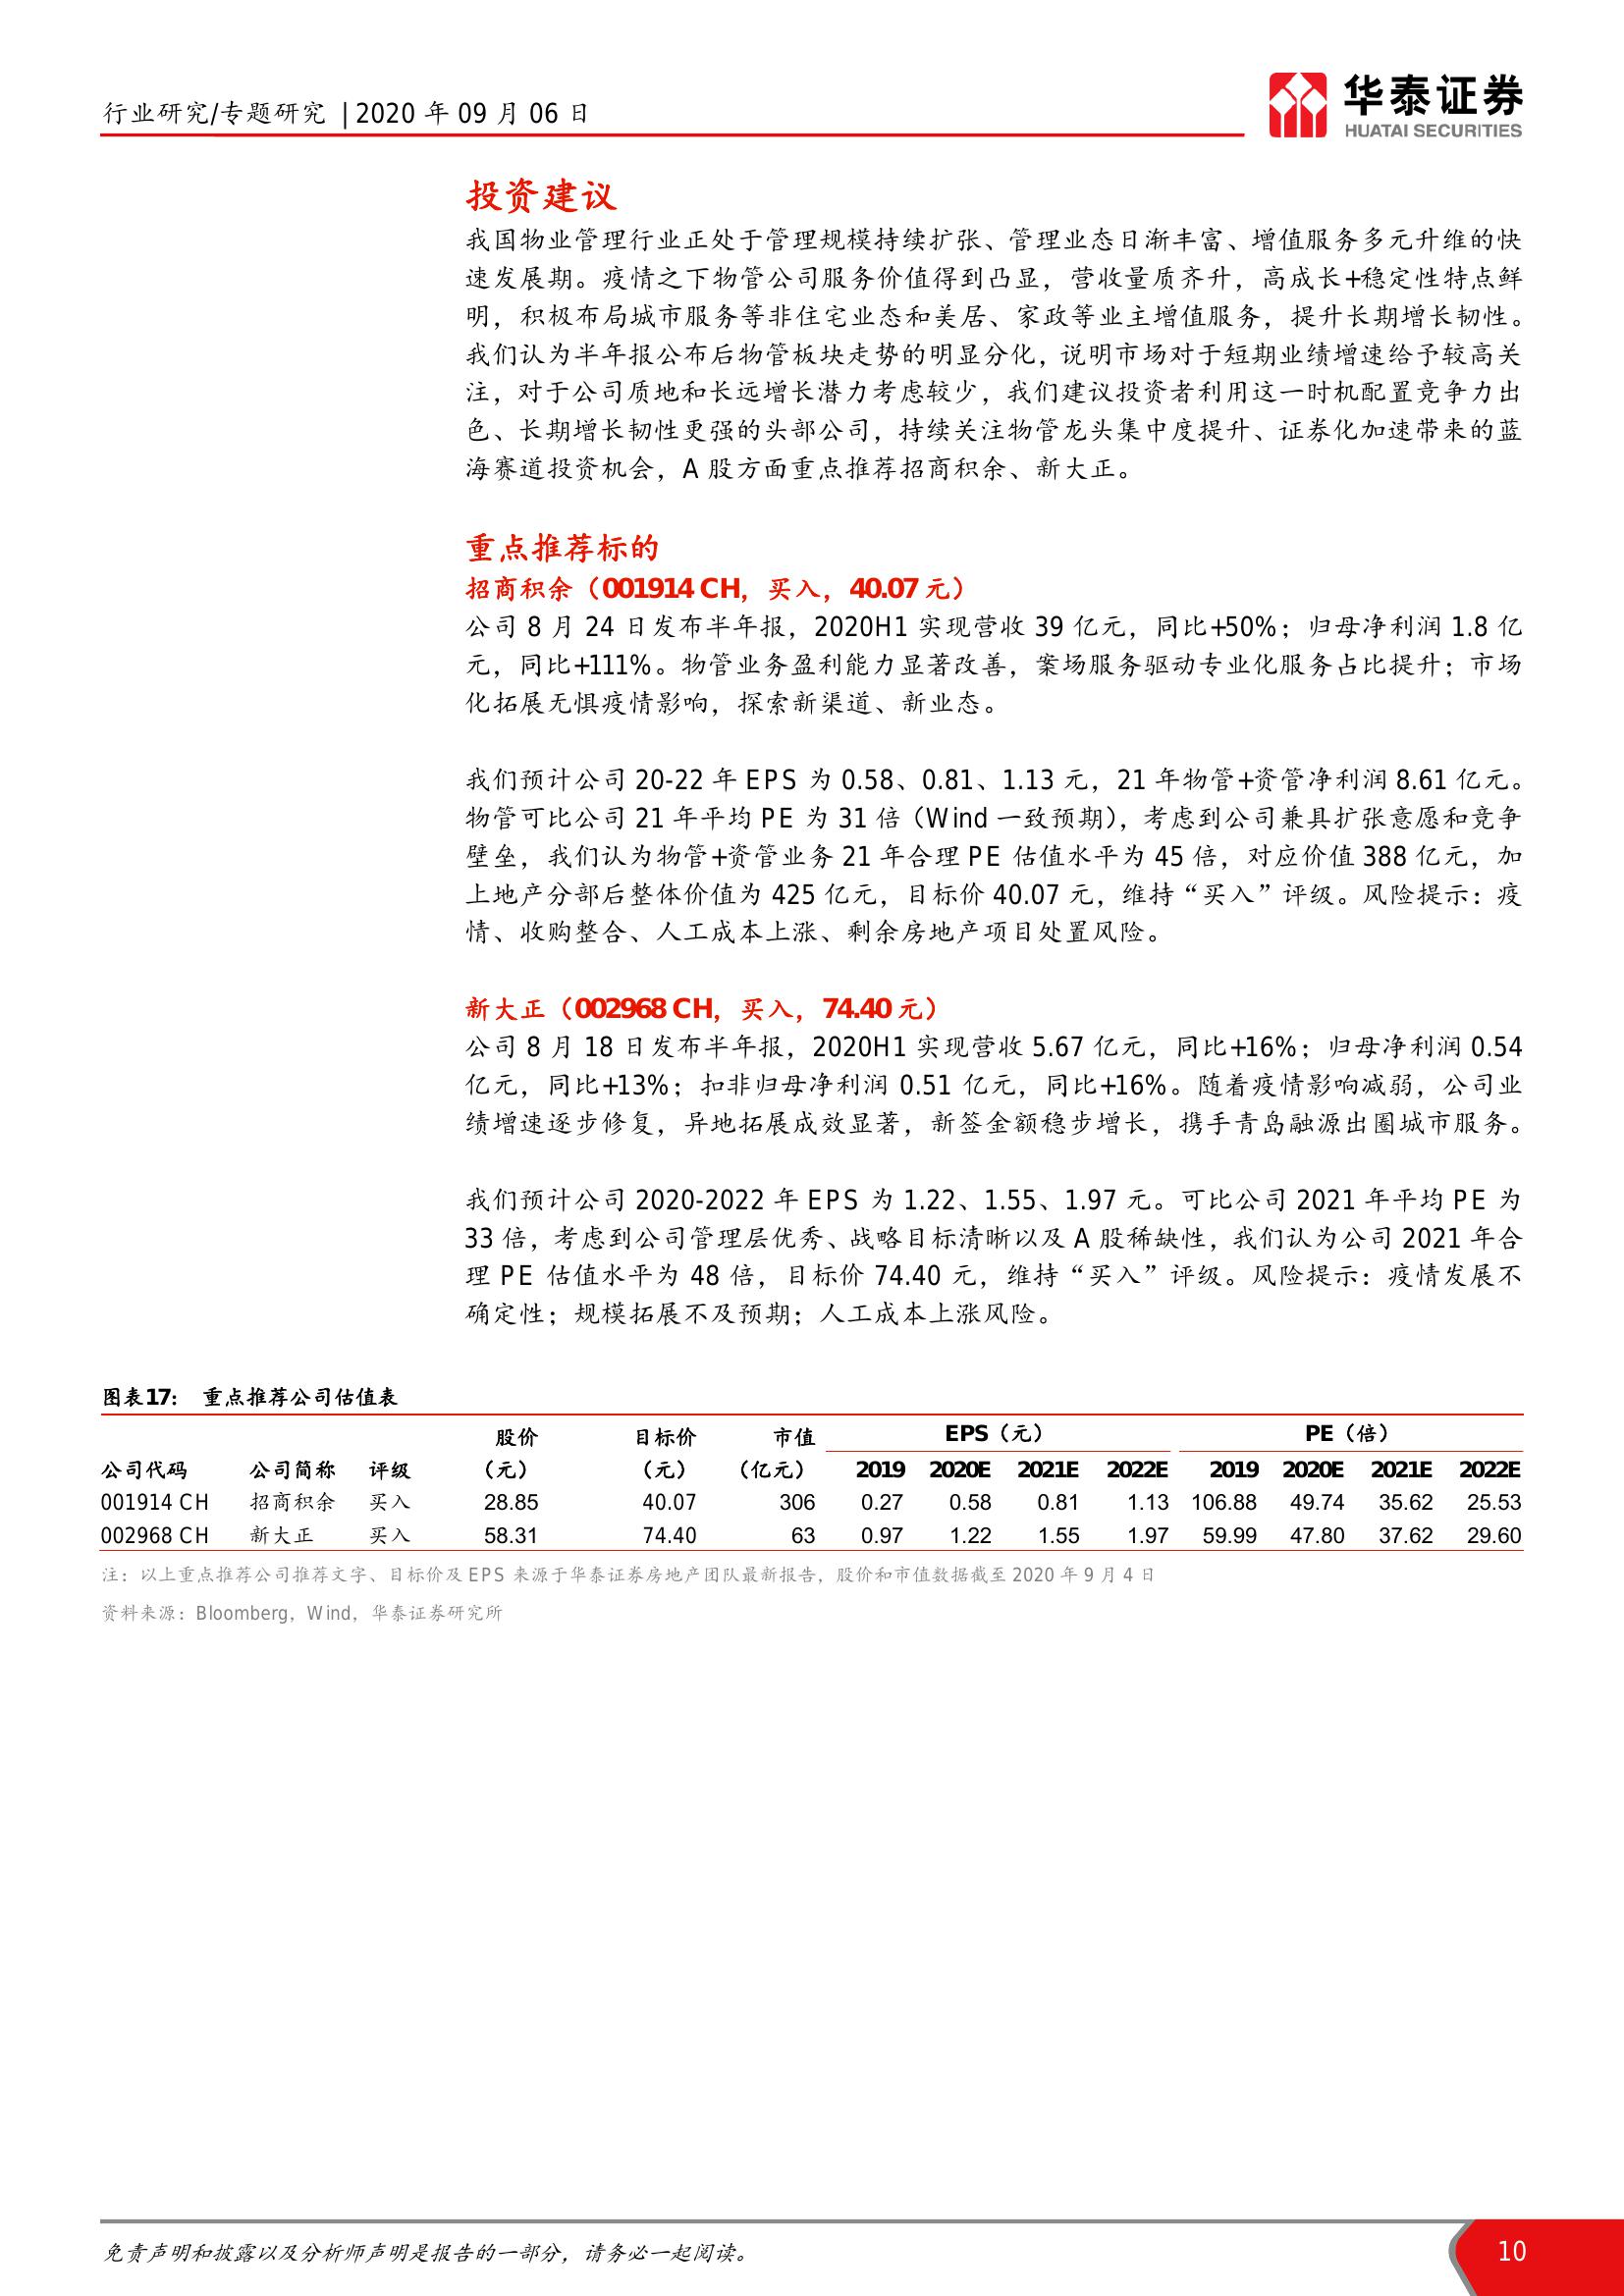 行业研究/专题研究 | 2020 年 09 月 06 日
华泰证券
HUATAI SECURITIES
投资建议
我国物业管理行业正处于管理规模持续扩张、管理业态日渐丰富、增值服务多元升维的快
速发展期。疫情之下物管公司服务价值得到凸显，营收量质齐升，高成长+稳定性特点鲜
明，积极布局城市服务等非住宅业态和美居、家政等业主增值服务，提升长期增长韧性。
我们认为半年报公布后物管板块走势的明显分化，说明市场对于短期业绩增速给予较高关
注，对于公司质地和长远增长潜力考虑较少，我们建议投资者利用这一时机配置竞争力出
色、长期增长韧性更强的头部公司，持续关注物管龙头集中度提升、证券化加速带来的蓝
海赛道投资机会，A 股方面重点推荐招商积余、新大正。
重点推荐标的
招商积余（001914 CH，买入，40.07 元）
公司 8 月 24 日发布半年报，2020H1 实现营收 39 亿元，同比+50%；归母净利润 1.8 亿
元，同比+111%。物管业务盈利能力显著改善，案场服务驱动专业化服务占比提升；市场
化拓展无惧疫情影响，探索新渠道、新业态。
我们预计公司 20-22 年 EPS 为 0.58、0.81、1.13 元，21 年物管+资管净利润 8.61 亿元。
物管可比公司 21 年平均 PE 为 31 倍（Wind 一致预期），考虑到公司兼具扩张意愿和竞争
壁垒，我们认为物管+资管业务 21 年合理 PE 估值水平为 45 倍，对应价值 388 亿元，加
上地产分部后整体价值为 425 亿元，目标价 40.07 元，维持“买入”评级。风险提示：疫
情、收购整合、人工成本上涨、剩余房地产项目处置风险。
新大正（002968 CH，买入，74.40 元）
公司 8 月 18 日发布半年报，2020H1 实现营收 5.67 亿元，同比+16%；归母净利润 0.54
亿元，同比+13%；扣非归母净利润 0.51 亿元，同比+16%。随着疫情影响减弱，公司业
绩增速逐步修复，异地拓展成效显著，新签金额稳步增长，携手青岛融源出圈城市服务。
我们预计公司 2020-2022 年 EPS 为 1.22、1.55、1.97 元。可比公司 2021 年平均 PE 为
33 倍，考虑到公司管理层优秀、战略目标清晰以及 A 股稀缺性，我们认为公司 2021 年合
理 PE 估值水平为 48 倍，目标价 74.40 元，维持“买入”评级。风险提示：疫情发展不
确定性；规模拓展不及预期；人工成本上涨风险。
图表17： 重点推荐公司估值表
股价 目标价 市值 EPS（元） PE（倍）
公司代码 公司简称 评级 （元） （元） （亿元） 2019 2020E 2021E 2022E 2019 2020E 2021E 2022E
001914 CH 招商积余 买入 28.85 40.07 306 0.27 0.58 0.81 1.13 106.88 49.74 35.62 25.53
002968 CH 新大正 买入 58.31 74.40 63 0.97 1.22 1.55 1.97 59.99 47.80 37.62 29.60
注：以上重点推荐公司推荐文字、目标价及 EPS 来源于华泰证券房地产团队最新报告，股价和市值数据截至 2020 年 9 月 4 日
资料来源：Bloomberg，Wind，华泰证券研究所
免责声明和披露以及分析师声明是报告的一部分，请务必一起阅读。
10